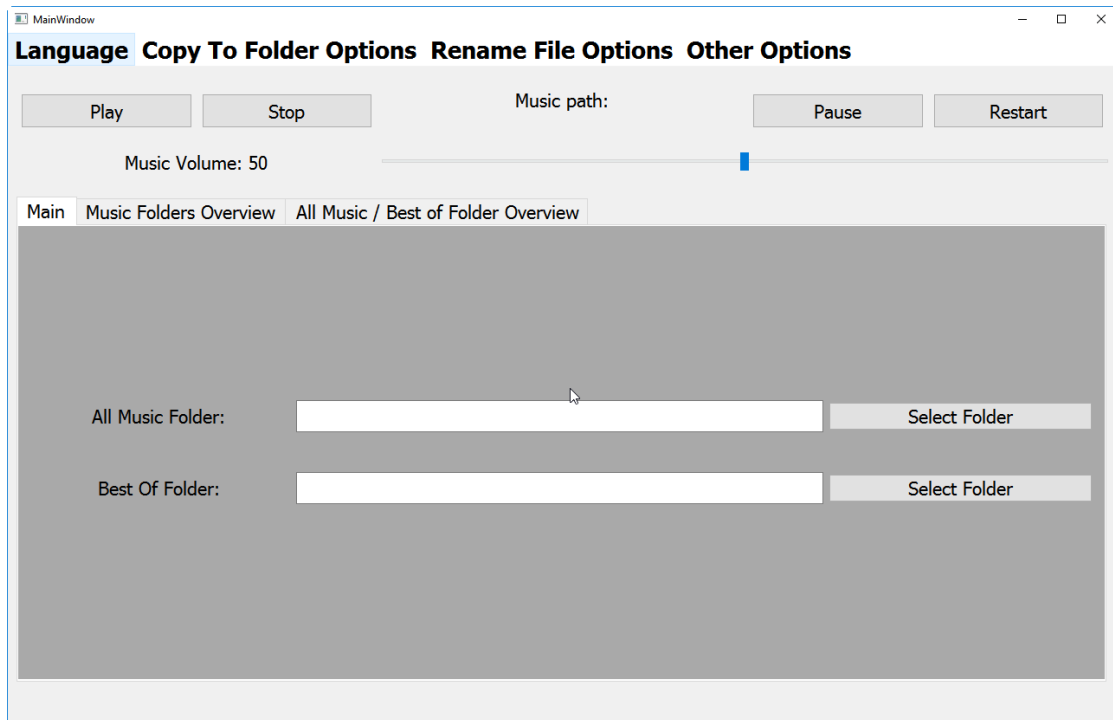 MainWindow
Language Copy To Folder Options Rename File Options Other Options
Play Stop Music path: Pause Restart
Music Volume: 50
Main Music Folders Overview All Music / Best of Folder Overview
All Music Folder: Select Folder
Best Of Folder: Select Folder